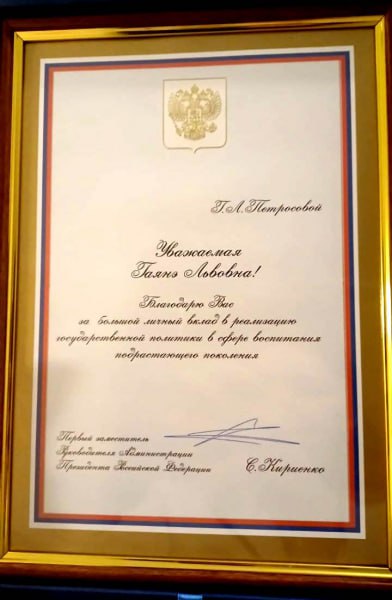 Г.Л.Петросовой
Уважаемая
Гаянэ Львовна!
Благодарю Вас
за большой личный вклад в реализацию
государственной политики в сфере воспитания
подрастающего поколения
Первый заместитель
Руководителя Администрации
Президента Российской Федерации
С.Кириенко